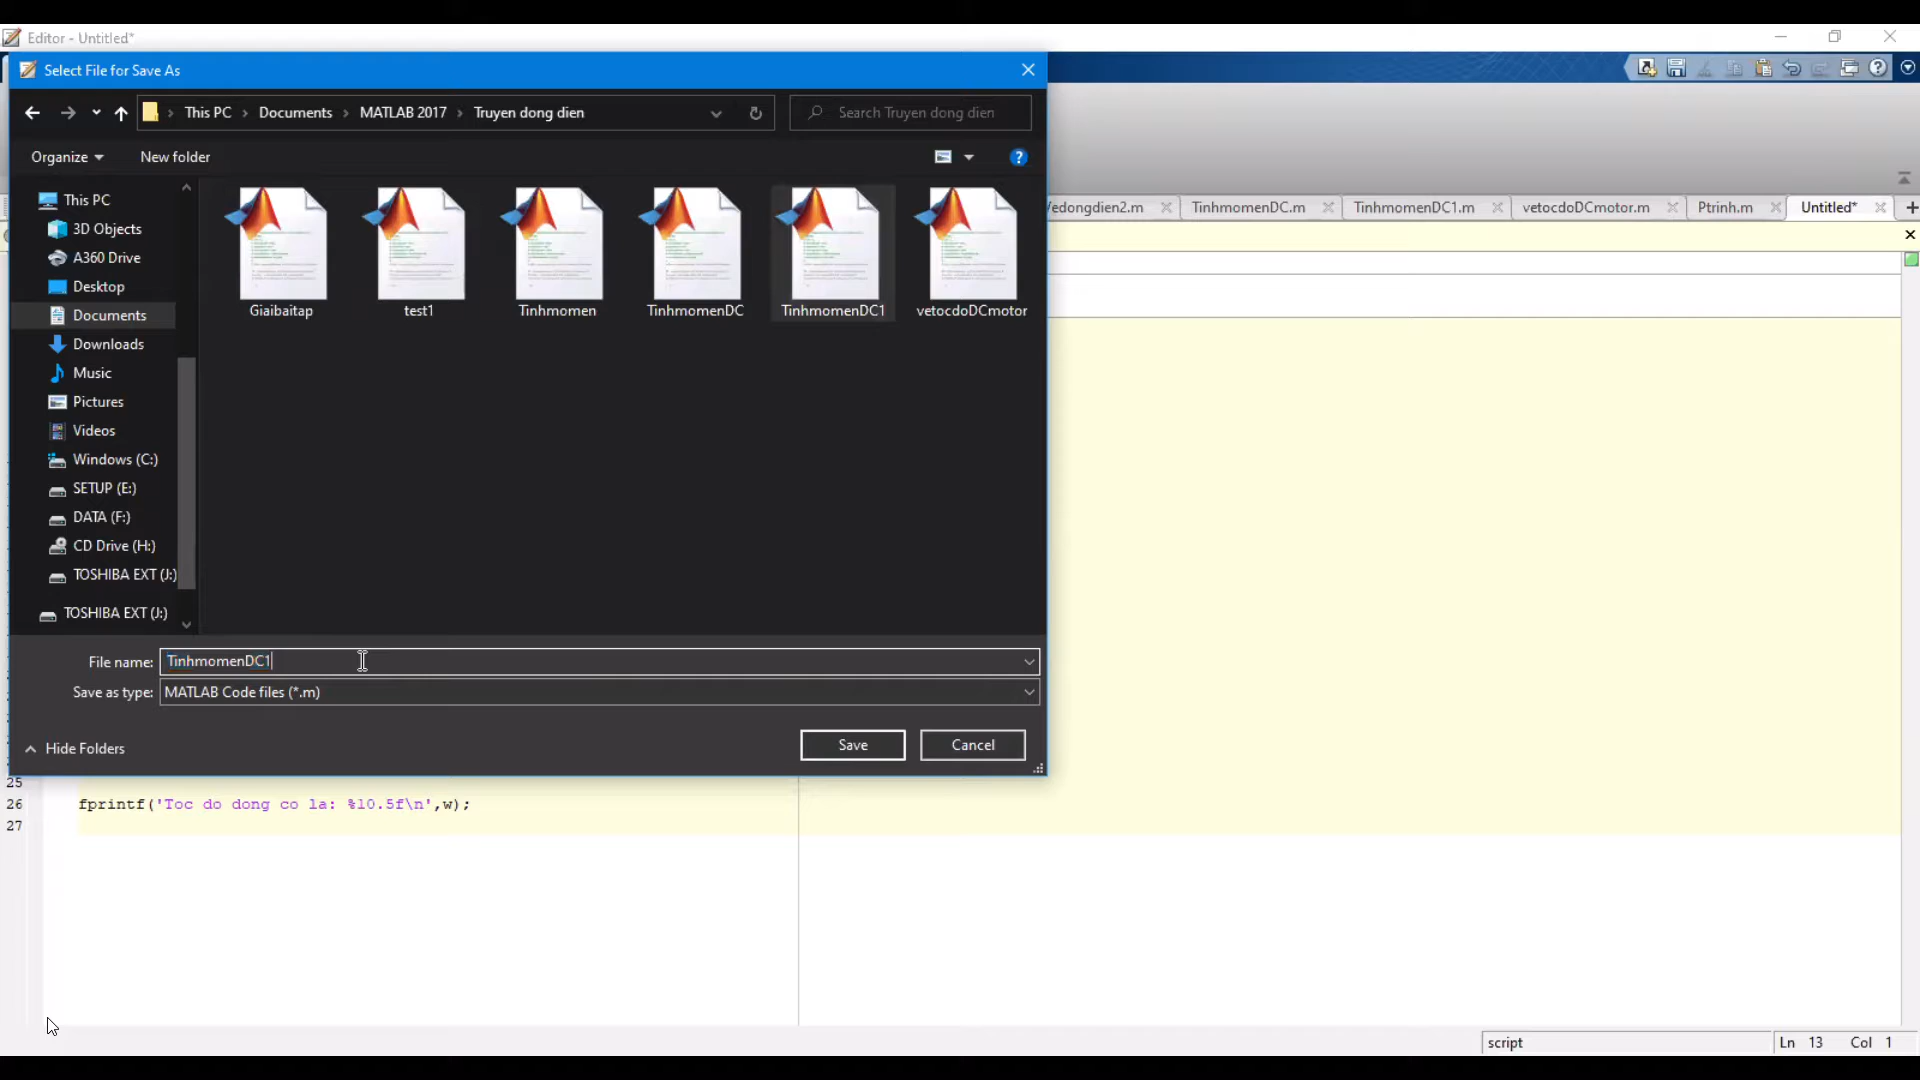 Editor - Untitled*
Select File for Save As
This PC
Documents
MATLAB 2017
Truyen dong dien
Search Truyen dong dien
Organize
New folder
This PC
3D Objects
A360 Drive
Desktop
Documents
Downloads
Music
Pictures
Videos
Windows (C:)
SETUP (E:)
DATA (F:)
CD Drive (H:)
TOSHIBA EXT (J:)
TOSHIBA EXT (J:)
Giaibaitap
test1
Tinhmomen
TinhmomenDC
TinhmomenDC1
vetocdoDCmotor
edongdien2.m
TinhmomenDC.m
TinhmomenDC1.m
vetocdoDCmotor.m
Ptrinh.m
Untitled*
File name: TinhmomenDC1
Save as type: MATLAB Code files (*.m)
Hide Folders
Save
Cancel
25
26 fprintf('Toc do dong co la: %10.5f\n',w);
27
script
Ln 13 Col 1